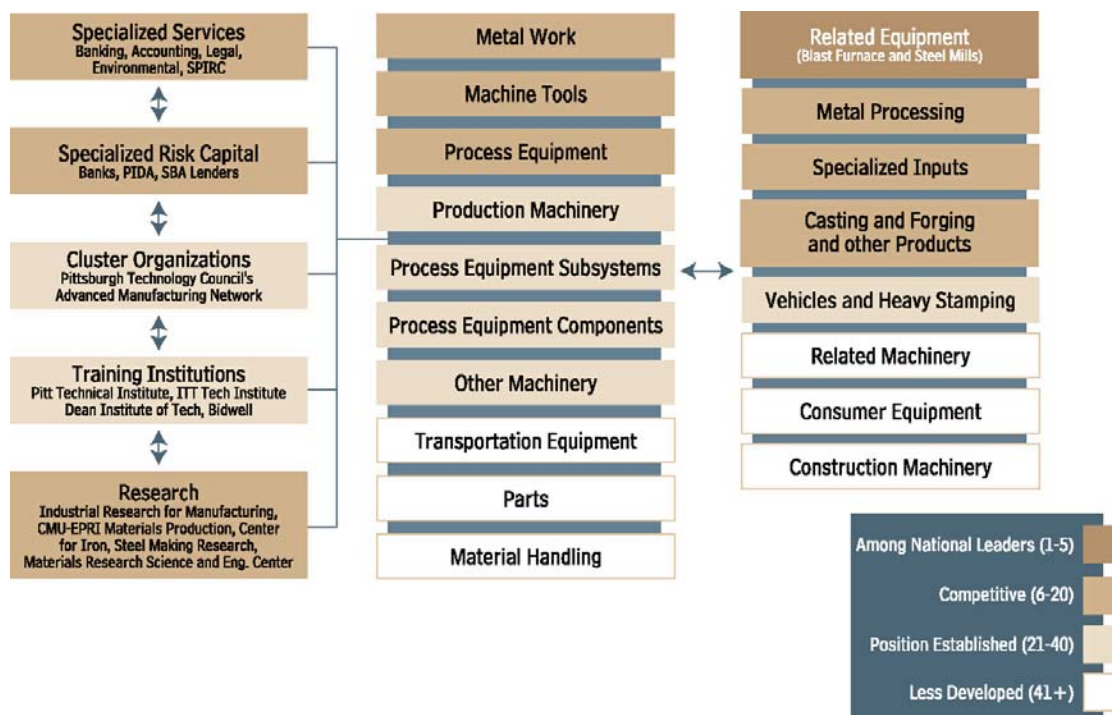 Specialized Services
Banking, Accounting, Legal,
Environmental, SPIRC
Specialized Risk Capital
Banks, PIDA, SBA Lenders
Cluster Organizations
Pittsburgh Technology Council's
Advanced Manufacturing Network
Training Institutions
Pitt Technical Institute, ITT Tech Institute
Dean Institute of Tech, Bidwell
Research
Industrial Research for Manufacturing,
CMU-EPRI Materials Production, Center
for Iron, Steel Making Research,
Materials Research Science and Eng. Center
Metal Work
Machine Tools
Process Equipment
Production Machinery
Process Equipment Subsystems
Process Equipment Components
Other Machinery
Transportation Equipment
Parts
Material Handling
Related Equipment
(Blast Furnace and Steel Mills)
Metal Processing
Specialized Inputs
Casting and Forging
and other Products
Vehicles and Heavy Stamping
Related Machinery
Consumer Equipment
Construction Machinery
Among National Leaders (1-5)
Competitive (6-20)
Position Established (21-40)
Less Developed (41+)